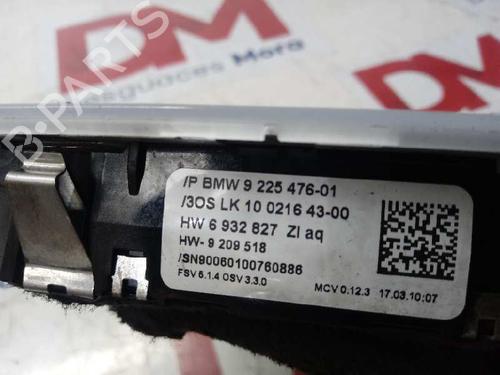 DM
Desguaces Mora
B-PARTS
/P BMW 9 225 476-01
/3OS LK 10 0216 43-00
HW 6 932 827 ZI aq
HW- 9 209 518
/SN90060100760886
FSV 6.1.4 OSV 3.3.0
MCV 0.12.3 17.03.10;07